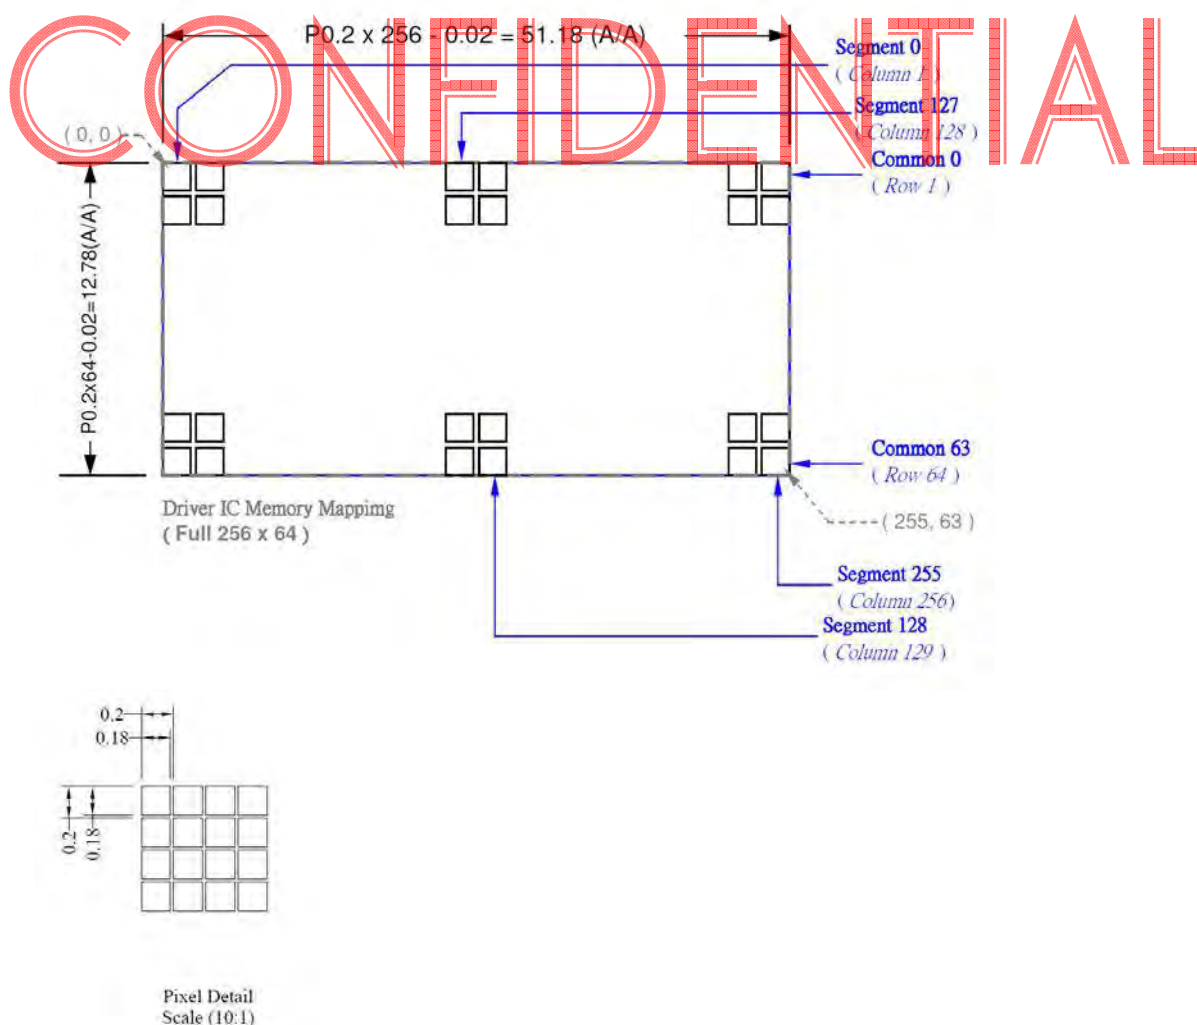 CONFIDENTIAL
P0.2 x 256 - 0.02 = 51.18 (A/A)
Segment 0
( Column 1 )
Segment 127
( Column 128 )
( 0, 0 )
Common 0
( Row 1 )
P0.2x64-0.02=12.78(A/A)
Common 63
( Row 64 )
Driver IC Memory Mappimg
( Full 256 x 64 )
( 255, 63 )
Segment 255
( Column 256)
Segment 128
( Column 129 )
0.2
0.18
0.2
0.18
Pixel Detail
Scale (10:1)